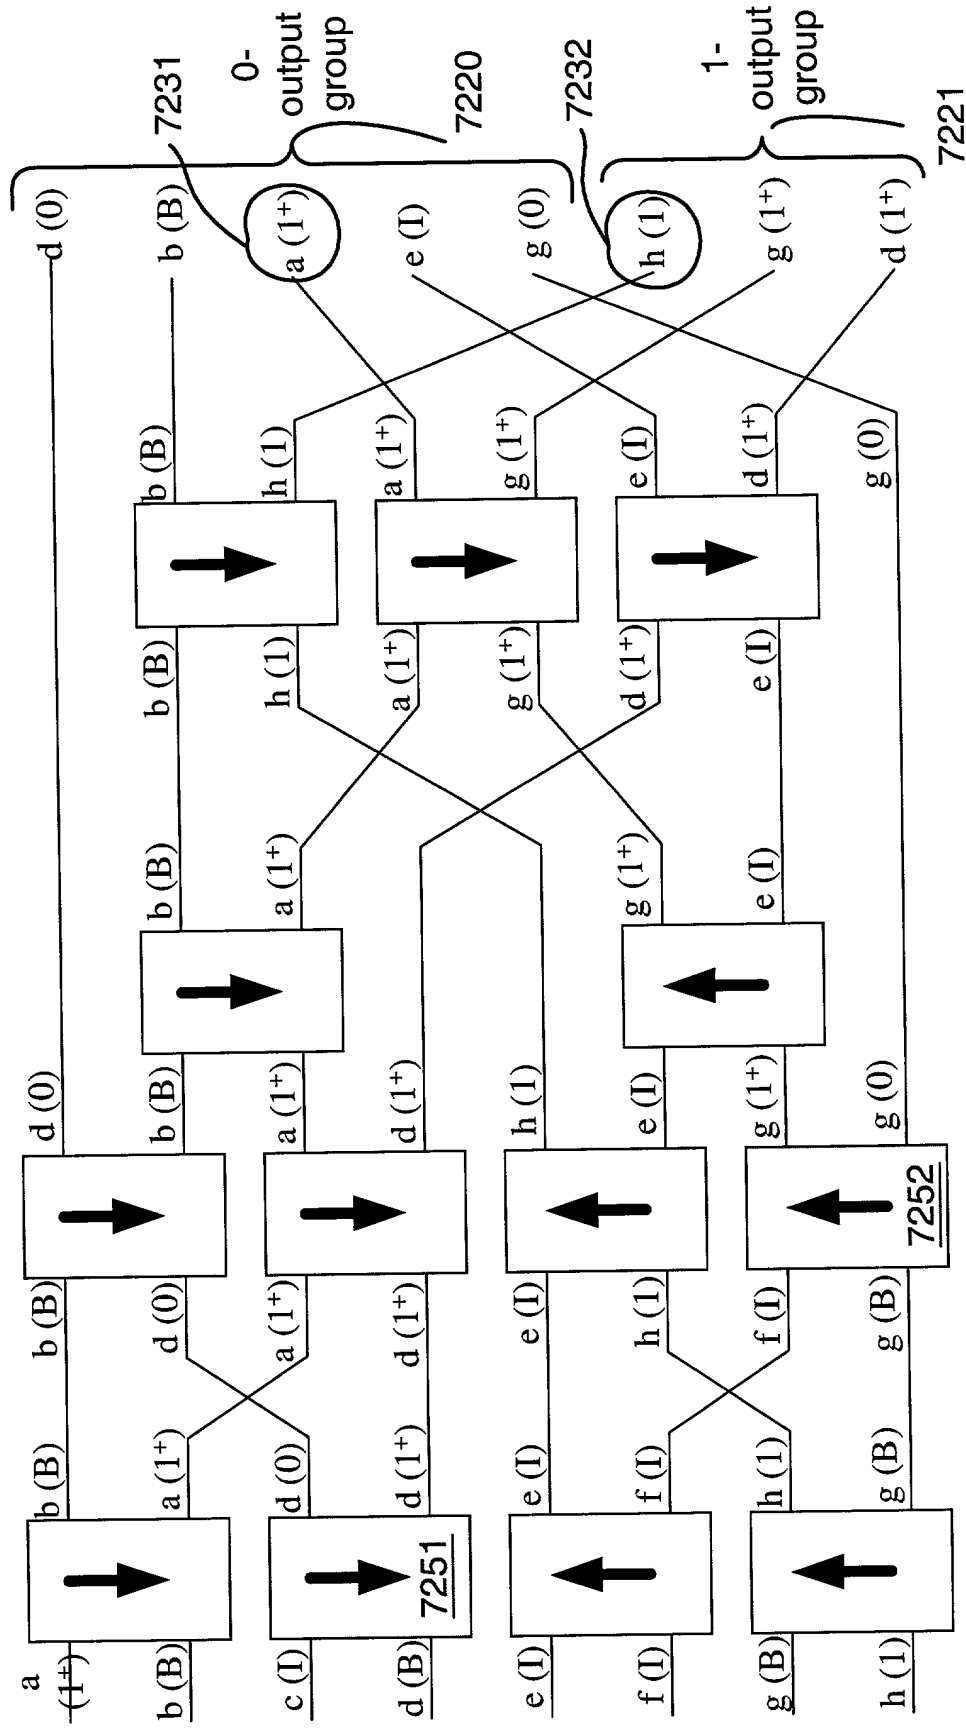 a
(1+)
b (B)
c (I)
d (B)
e (I)
f (I)
g (B)
h (1)
7251
b (B)
a (1+)
d (0)
d (1+)
e (I)
f (I)
h (1)
g (B)
b (B)
d (0)
a (1+)
d (1+)
e (I)
h (1)
f (I)
g (B)
7252
d (0)
b (B)
a (1+)
d (1+)
h (1)
e (I)
g (1+)
g (0)
b (B)
a (1+)
g (1+)
e (I)
b (B)
h (1)
a (1+)
g (1+)
d (1+)
e (I)
b (B)
h (1)
a (1+)
g (1+)
e (I)
d (1+)
g (0)
d (0)
b (B)
a (1+)
e (I)
g (0)
h (1)
g (1+)
d (1+)
7231
0-
output
group
7220
7232
1-
output
group
7221